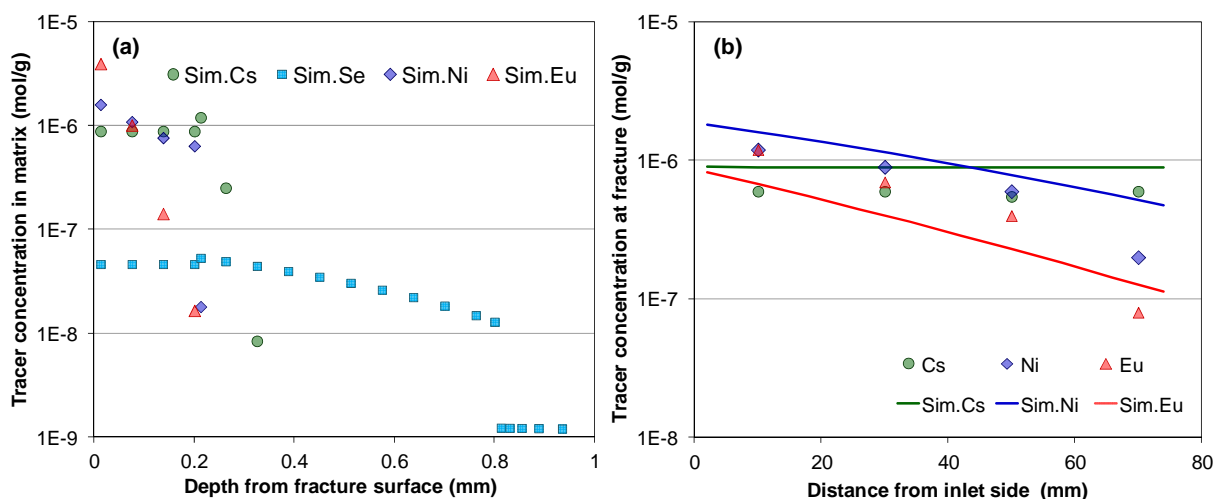 (a)
Sim.Cs Sim.Se Sim.Ni Sim.Eu
Tracer concentration in matrix (mol/g)
1E-5
1E-6
1E-7
1E-8
1E-9
0 0.2 0.4 0.6 0.8 1
Depth from fracture surface (mm)
(b)
Tracer concentration at fracture (mol/g)
1E-5
1E-6
1E-7
1E-8
Cs Ni Eu
Sim.Cs Sim.Ni Sim.Eu
0 20 40 60 80
Distance from inlet side (mm)